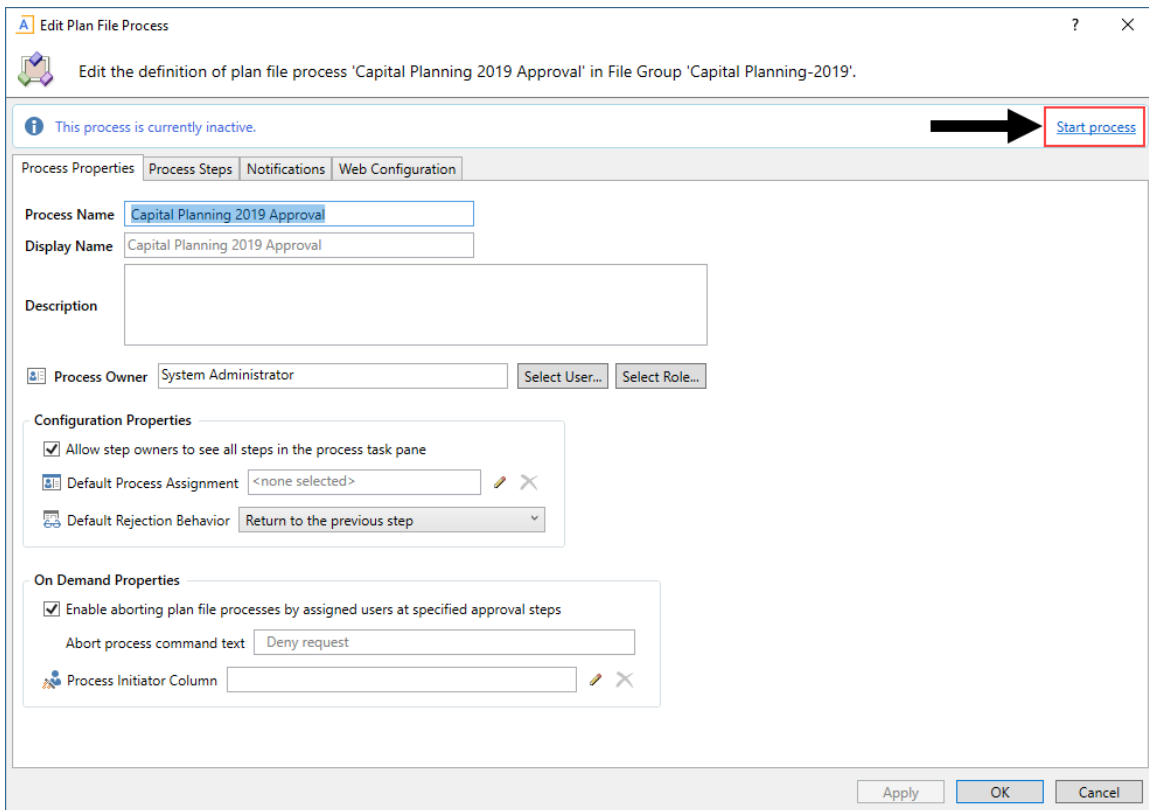 A Edit Plan File Process ?
Edit the definition of plan file process 'Capital Planning 2019 Approval' in File Group 'Capital Planning-2019'.
This process is currently inactive. Start process
Process Properties Process Steps Notifications Web Configuration
Process Name Capital Planning 2019 Approval
Display Name Capital Planning 2019 Approval
Description
Process Owner System Administrator Select User... Select Role...
Configuration Properties
Allow step owners to see all steps in the process task pane
Default Process Assignment <none selected>
Default Rejection Behavior Return to the previous step
On Demand Properties
Enable aborting plan file processes by assigned users at specified approval steps
Abort process command text Deny request
Process Initiator Column
Apply OK Cancel